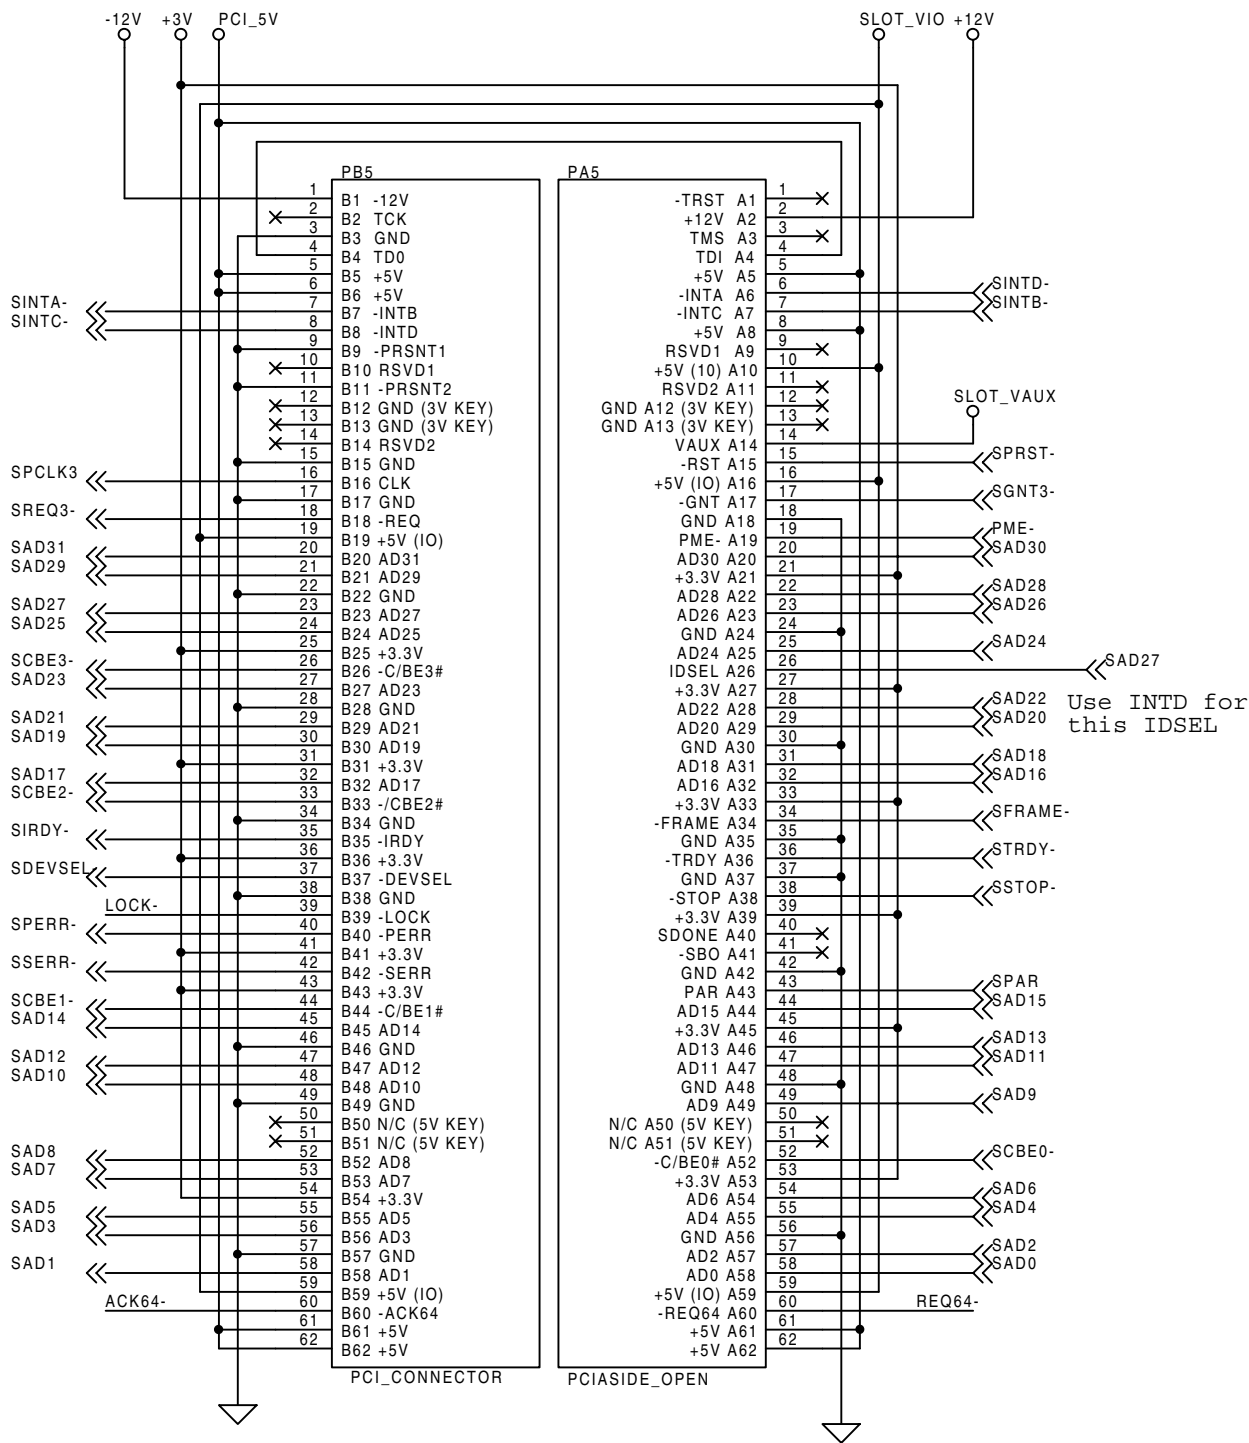 -12V +3V PCI_5V SLOT_VIO +12V
PB5 PA5
1 B1 -12V -TRST A1 1
2 B2 TCK +12V A2 2
3 B3 GND TMS A3 3
4 B4 TD0 TDI A4 4
5 B5 +5V +5V A5 5
6 B6 +5V -INTA A6 6 SINTD-
SINTA- 7 B7 -INTB -INTC A7 7 SINTB-
SINTC- 8 B8 -INTD +5V A8 8
9 B9 -PRSNT1 RSVD1 A9 9
10 B10 RSVD1 +5V (10) A10 10
11 B11 -PRSNT2 RSVD2 A11 11
SLOT_VAUX
12 B12 GND (3V KEY) GND A12 (3V KEY) 12
13 B13 GND (3V KEY) GND A13 (3V KEY) 13
14 B14 RSVD2 VAUX A14 14
15 B15 GND -RST A15 15 SPRST-
SPCLK3 16 B16 CLK +5V (IO) A16 16
17 B17 GND -GNT A17 17 SGNT3-
SREQ3- 18 B18 -REQ GND A18 18
19 B19 +5V (IO) PME- A19 19 PME-
SAD31 20 B20 AD31 AD30 A20 20 SAD30
SAD29 21 B21 AD29 +3.3V A21 21
22 B22 GND AD28 A22 22 SAD28
SAD27 23 B23 AD27 AD26 A23 23 SAD26
SAD25 24 B24 AD25 GND A24 24
25 B25 +3.3V AD24 A25 25 SAD24
SCBE3- 26 B26 -C/BE3# IDSEL A26 26 SAD27
SAD23 27 B27 AD23 +3.3V A27 27
28 B28 GND AD22 A28 28 SAD22
Use INTD for
SAD21 29 B29 AD21 AD20 A29 29 SAD20
this IDSEL
SAD19 30 B30 AD19 GND A30 30
31 B31 +3.3V AD18 A31 31 SAD18
SAD17 32 B32 AD17 AD16 A32 32 SAD16
SCBE2- 33 B33 -/CBE2# +3.3V A33 33
34 B34 GND -FRAME A34 34 SFRAME-
SIRDY- 35 B35 -IRDY GND A35 35
36 B36 +3.3V -TRDY A36 36 STRDY-
SDEVSEL 37 B37 -DEVSEL GND A37 37
38 B38 GND -STOP A38 38 SSTOP-
LOCK- 39 B39 -LOCK +3.3V A39 39
SPERR- 40 B40 -PERR SDONE A40 40
41 B41 +3.3V -SBO A41 41
SSERR- 42 B42 -SERR GND A42 42
43 B43 +3.3V PAR A43 43 SPAR
SCBE1- 44 B44 -C/BE1# AD15 A44 44 SAD15
SAD14 45 B45 AD14 +3.3V A45 45
46 B46 GND AD13 A46 46 SAD13
SAD12 47 B47 AD12 AD11 A47 47 SAD11
SAD10 48 B48 AD10 GND A48 48
49 B49 GND AD9 A49 49 SAD9
50 B50 N/C (5V KEY) N/C A50 (5V KEY) 50
51 B51 N/C (5V KEY) N/C A51 (5V KEY) 51
SAD8 52 B52 AD8 -C/BE0# A52 52 SCBE0-
SAD7 53 B53 AD7 +3.3V A53 53
54 B54 +3.3V AD6 A54 54 SAD6
SAD5 55 B55 AD5 AD4 A55 55 SAD4
SAD3 56 B56 AD3 GND A56 56
57 B57 GND AD2 A57 57 SAD2
SAD1 58 B58 AD1 AD0 A58 58 SAD0
59 B59 +5V (IO) +5V (IO) A59 59
ACK64- 60 B60 -ACK64 -REQ64 A60 60 REQ64-
61 B61 +5V +5V A61 61
62 B62 +5V +5V A62 62
PCI_CONNECTOR PCIASIDE_OPEN